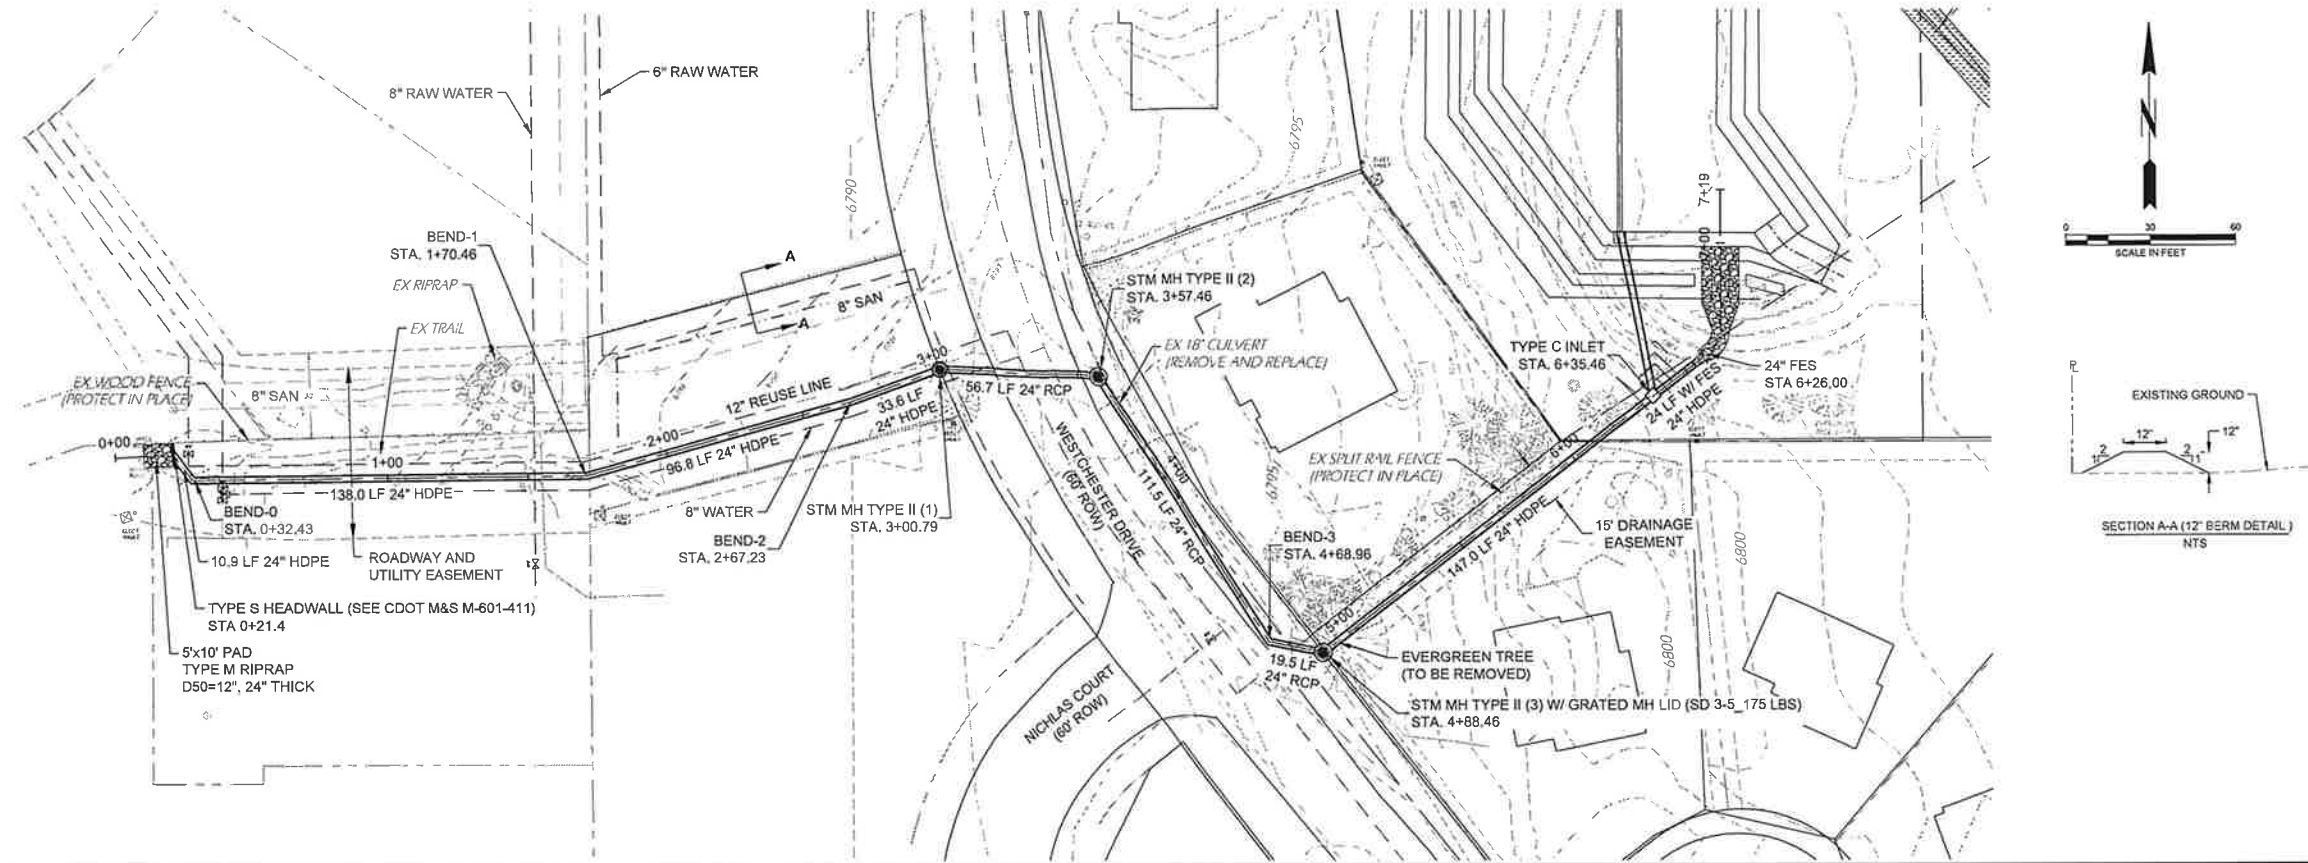 6" RAW WATER
8" RAW WATER
6790
6795
7+19
7+00
N
0 30 60
SCALE IN FEET
BEND-1
STA. 1+70.46
EX RIPRAP
EX TRAIL
A
A
8" SAN
STM MH TYPE II (2)
STA. 3+57.46
EX 18" CULVERT
(REMOVE AND REPLACE)
TYPE C INLET
STA. 6+35.46
24" FES
STA 6+26.00
24 LF W/ FES
24" HDPE
EX WOOD FENCE
(PROTECT IN PLACE)
8" SAN
12" REUSE LINE
3+00
56.7 LF 24" RCP
33.6 LF
24" HDPE
2+00
96.8 LF 24" HDPE
0+00
1+00
138.0 LF 24" HDPE
BEND-0
STA. 0+32.43
10.9 LF 24" HDPE
ROADWAY AND
UTILITY EASEMENT
8" WATER
BEND-2
STA. 2+67.23
STM MH TYPE II (1)
STA. 3+00.79
WESTCHESTER DRIVE
(60' ROW)
4+00
111.5 LF 24" RCP
6795
EX SPLIT RAIL FENCE
(PROTECT IN PLACE)
6+00
147.0 LF 24" HDPE
15' DRAINAGE
EASEMENT
6800
6800
BEND-3
STA. 4+68.96
5+00
19.5 LF
24" RCP
EVERGREEN TREE
(TO BE REMOVED)
STM MH TYPE II (3) W/ GRATED MH LID (SD 3-5_175 LBS)
STA. 4+88.46
NICHLAS COURT
(60' ROW)
TYPE S HEADWALL (SEE CDOT M&S M-601-411)
STA 0+21.4
5'x10' PAD
TYPE M RIPRAP
D50=12", 24" THICK
PL
EXISTING GROUND
12"
12"
2
1
2
1
SECTION A-A (12" BERM DETAIL )
NTS